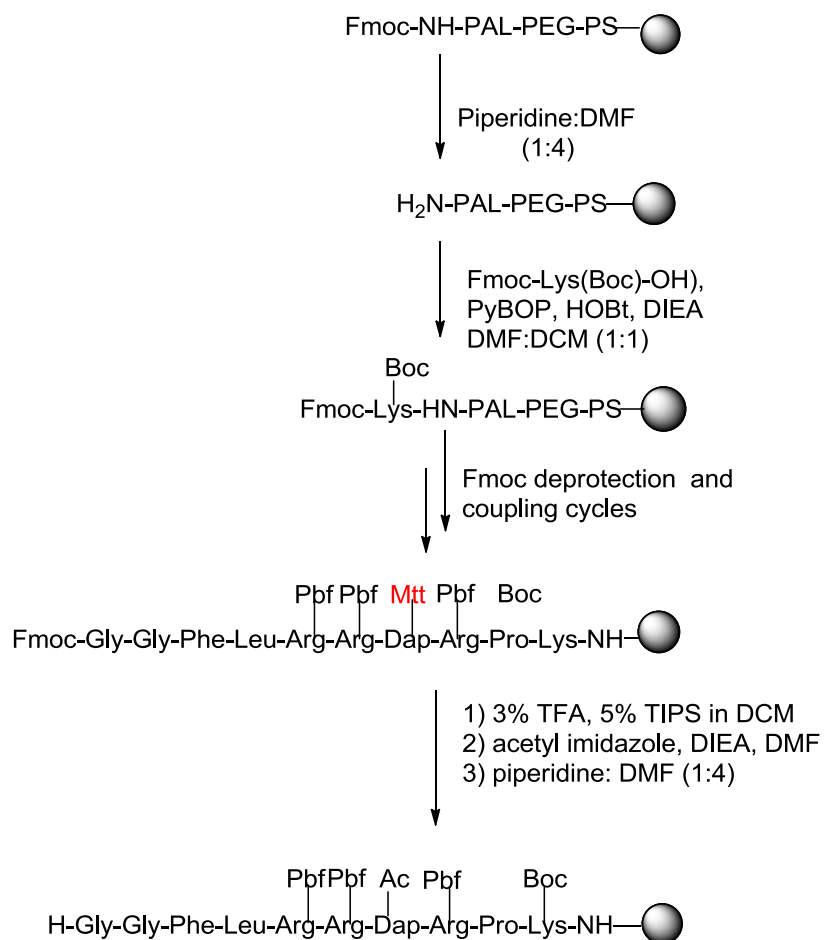 Fmoc-NH-PAL-PEG-PS
Piperidine:DMF
(1:4)
H2N-PAL-PEG-PS
Fmoc-Lys(Boc)-OH),
PyBOP, HOBt, DIEA
DMF:DCM (1:1)
Boc
Fmoc-Lys-HN-PAL-PEG-PS
Fmoc deprotection and
coupling cycles
Pbf Pbf Mtt Pbf Boc
Fmoc-Gly-Gly-Phe-Leu-Arg-Arg-Dap-Arg-Pro-Lys-NH
1) 3% TFA, 5% TIPS in DCM
2) acetyl imidazole, DIEA, DMF
3) piperidine: DMF (1:4)
Pbf Pbf Ac Pbf Boc
H-Gly-Gly-Phe-Leu-Arg-Arg-Dap-Arg-Pro-Lys-NH